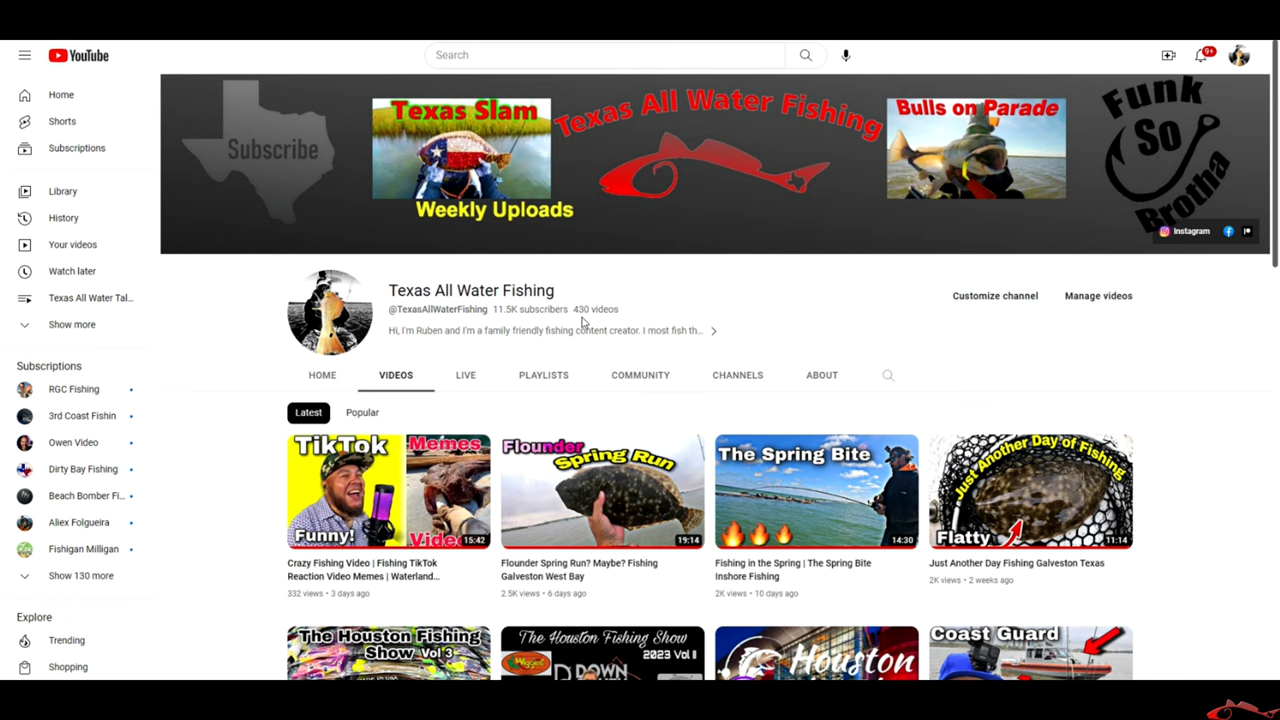 YouTube
Search
9+
Home
Shorts
Subscriptions
Library
History
Your videos
Watch later
Texas All Water Tal...
Show more
Subscriptions
RGC Fishing
3rd Coast Fishin
Owen Video
Dirty Bay Fishing
Beach Bomber Fi...
Aliex Folgueira
Fishigan Milligan
Show 130 more
Explore
Trending
Shopping
Subscribe
Texas Slam
Weekly Uploads
Texas All Water Fishing
Bulls on Parade
Funk
So
Brotha
Instagram
Texas All Water Fishing
@TexasAllWaterFishing 11.5K subscribers 430 videos
Hi, I'm Ruben and I'm a family friendly fishing content creator. I most fish th...
Customize channel
Manage videos
HOME
VIDEOS
LIVE
PLAYLISTS
COMMUNITY
CHANNELS
ABOUT
Latest
Popular
TikTok
Memes
Funny!
Video
15:42
Crazy Fishing Video | Fishing TikTok
Reaction Video Memes | Waterland...
332 views • 3 days ago
Flounder
Spring Run
19:14
Flounder Spring Run? Maybe? Fishing
Galveston West Bay
2.5K views • 6 days ago
The Spring Bite
14:30
Fishing in the Spring | The Spring Bite
Inshore Fishing
2K views • 10 days ago
Just Another Day of Fishing
Flatty
11:14
Just Another Day Fishing Galveston Texas
2K views • 2 weeks ago
The Houston Fishing
Show Vol 3
The Houston Fishing Show
2023 Vol II
Wiggens
DOWN
Houston
Coast Guard